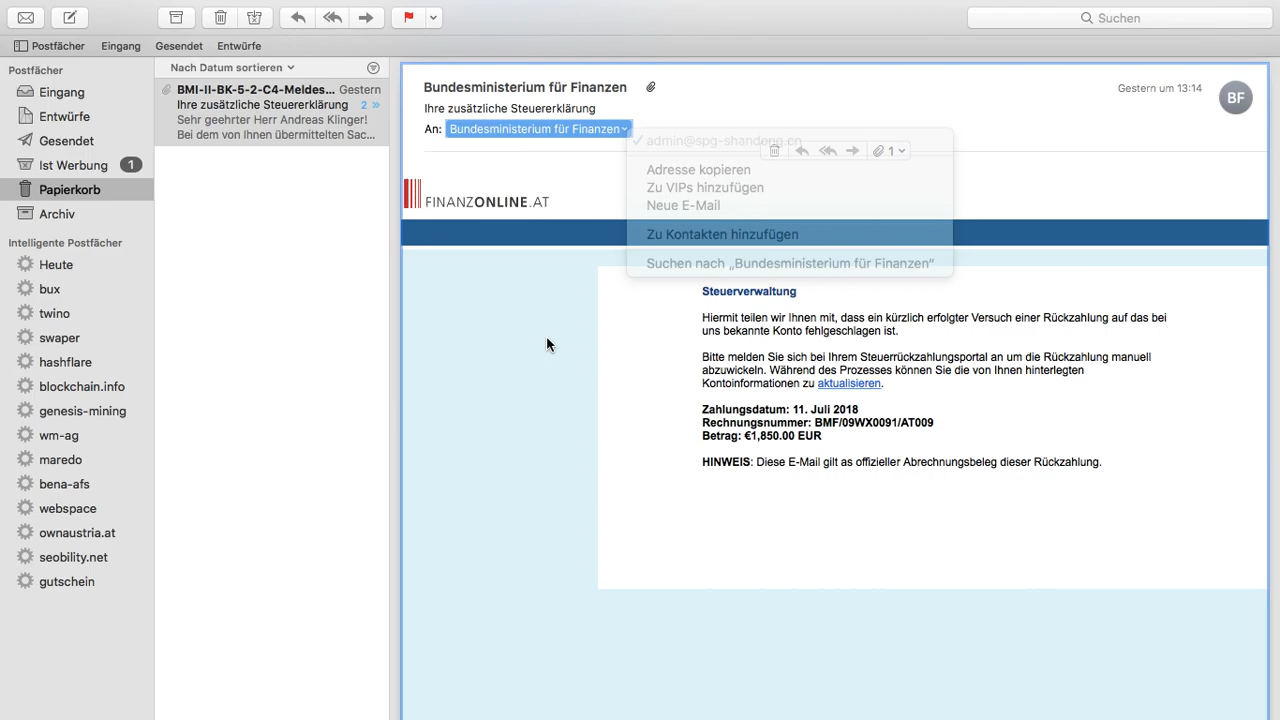 Suchen
Postfächer
Eingang
Gesendet
Entwürfe
Postfächer
Eingang
Entwürfe
Gesendet
Ist Werbung 1
Papierkorb
Archiv
Intelligente Postfächer
Heute
bux
twino
swaper
hashflare
blockchain.info
genesis-mining
wm-ag
maredo
bena-afs
webspace
ownaustria.at
seobility.net
gutschein
Nach Datum sortieren
BMI-II-BK-5-2-C4-Meldes... Gestern
Ihre zusätzliche Steuererklärung 2 »
Sehr geehrter Herr Andreas Klinger!
Bei dem von Ihnen übermittelten Sac...
Bundesministerium für Finanzen
Gestern um 13:14
BF
Ihre zusätzliche Steuererklärung
An: Bundesministerium für Finanzen
admin@spg-shandong.cn
1
Adresse kopieren
Zu VIPs hinzufügen
Neue E-Mail
Zu Kontakten hinzufügen
Suchen nach „Bundesministerium für Finanzen“
FINANZONLINE.AT
Steuerverwaltung
Hiermit teilen wir Ihnen mit, dass ein kürzlich erfolgter Versuch einer Rückzahlung auf das bei
uns bekannte Konto fehlgeschlagen ist.
Bitte melden Sie sich bei Ihrem Steuerrückzahlungsportal an um die Rückzahlung manuell
abzuwickeln. Während des Prozesses können Sie die von Ihnen hinterlegten
Kontoinformationen zu aktualisieren.
Zahlungsdatum: 11. Juli 2018
Rechnungsnummer: BMF/09WX0091/AT009
Betrag: €1,850.00 EUR
HINWEIS: Diese E-Mail gilt as offizieller Abrechnungsbeleg dieser Rückzahlung.